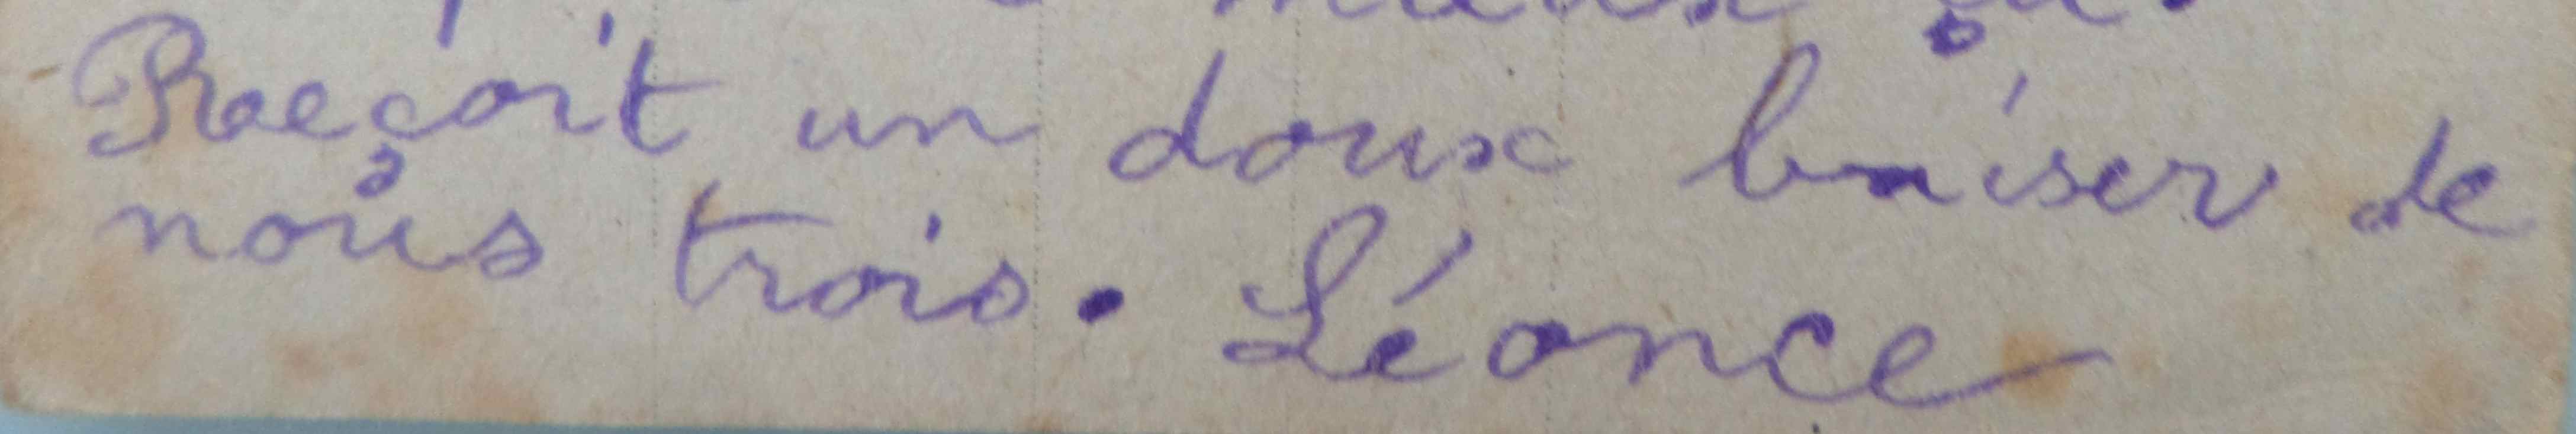 Reçoit un doux baiser de
nous trois. Léonce